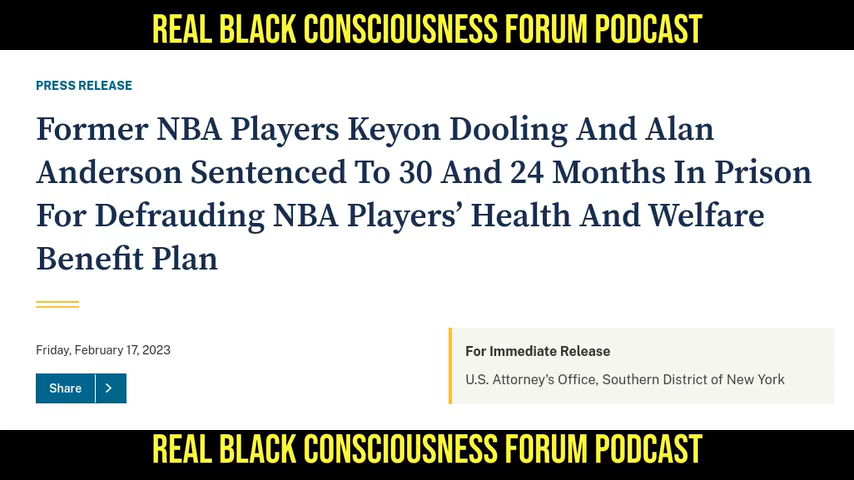 REAL BLACK CONSCIOUSNESS FORUM PODCAST
PRESS RELEASE
Former NBA Players Keyon Dooling And Alan
Anderson Sentenced To 30 And 24 Months In Prison
For Defrauding NBA Players’ Health And Welfare
Benefit Plan
Friday, February 17, 2023
Share
For Immediate Release
U.S. Attorney's Office, Southern District of New York
REAL BLACK CONSCIOUSNESS FORUM PODCAST